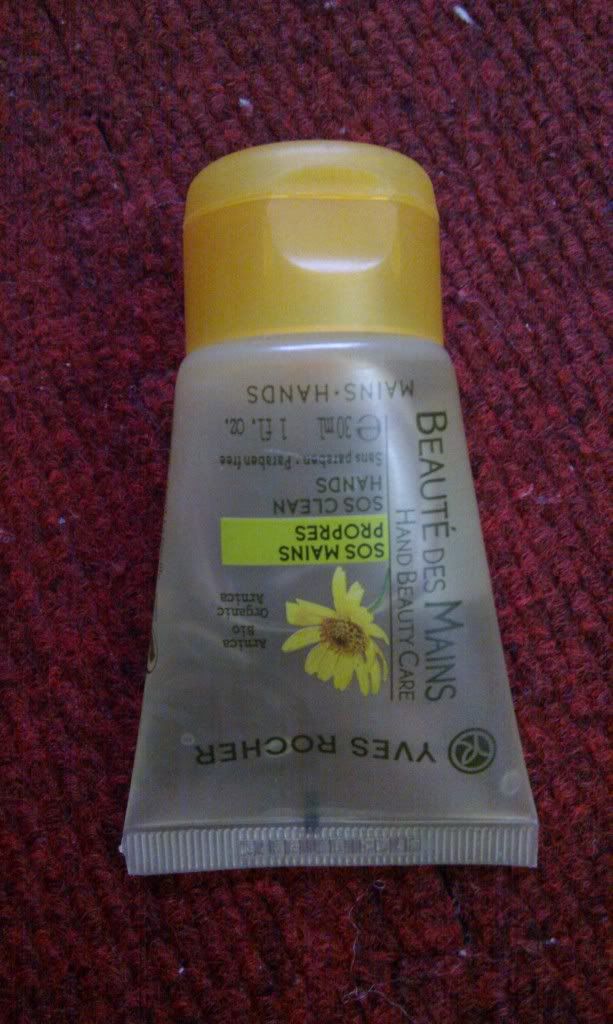 YVES ROCHER
BEAUTÉ DES MAINS
HAND BEAUTY CARE
Arnica
Bio
Organic
Arnica
SOS MAINS
PROPRES
SOS CLEAN
HANDS
Sans paraben • Paraben free
℮ 30 ml 1 fl. oz.
MAINS • HANDS